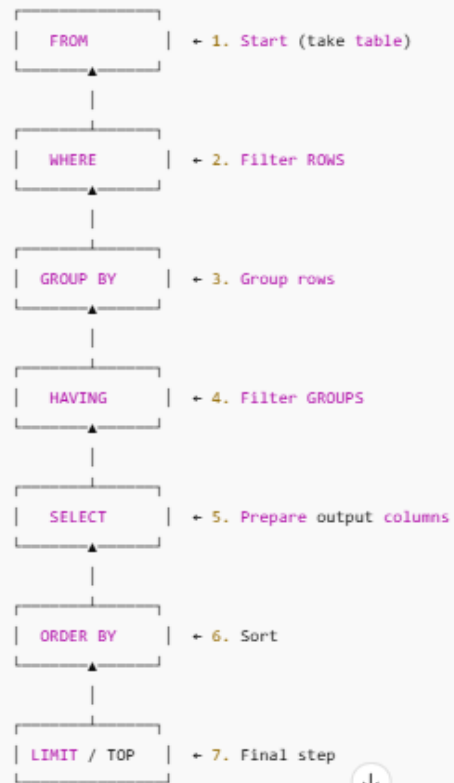 FROM ← 1. Start (take table)
WHERE ← 2. Filter ROWS
GROUP BY ← 3. Group rows
HAVING ← 4. Filter GROUPS
SELECT ← 5. Prepare output columns
ORDER BY ← 6. Sort
LIMIT / TOP ← 7. Final step